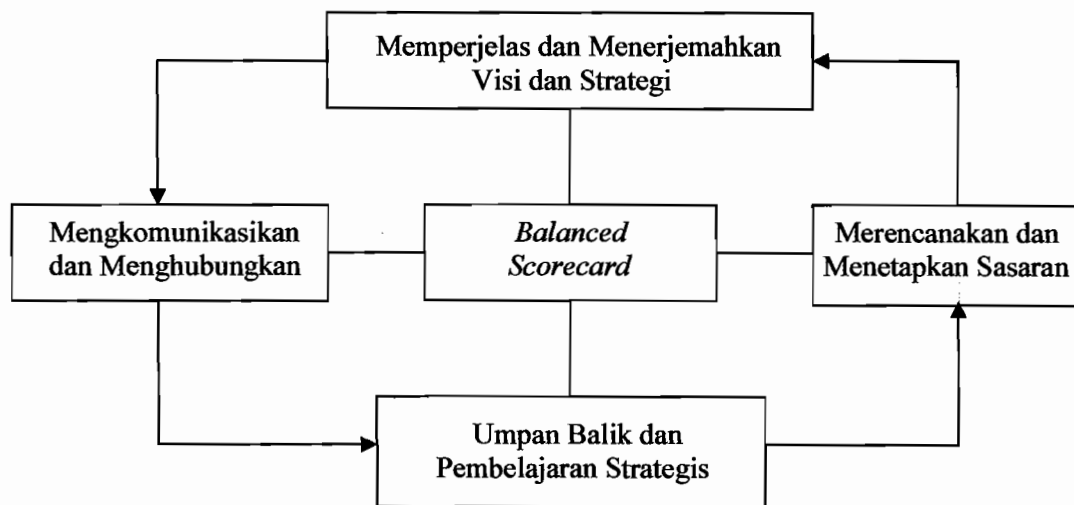 Memperjelas dan Menerjemahkan
Visi dan Strategi
Mengkomunikasikan
dan Menghubungkan
Balanced
Scorecard
Merencanakan dan
Menetapkan Sasaran
Umpan Balik dan
Pembelajaran Strategis